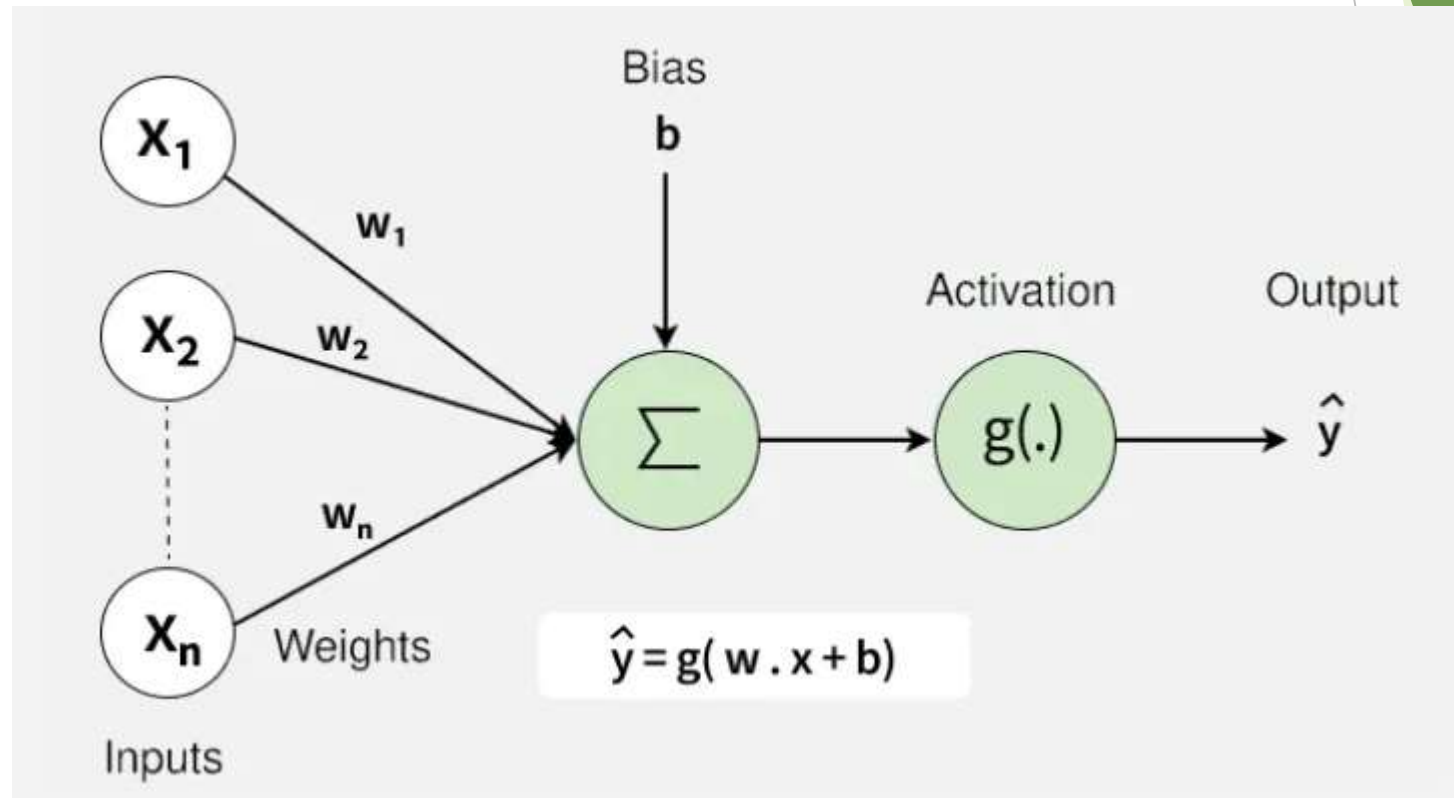 Bias
b
X₁
w₁
X₂
w₂
Activation
Output
Σ
g(.)
ŷ
wₙ
Xₙ
Weights
ŷ = g( w . x + b)
Inputs